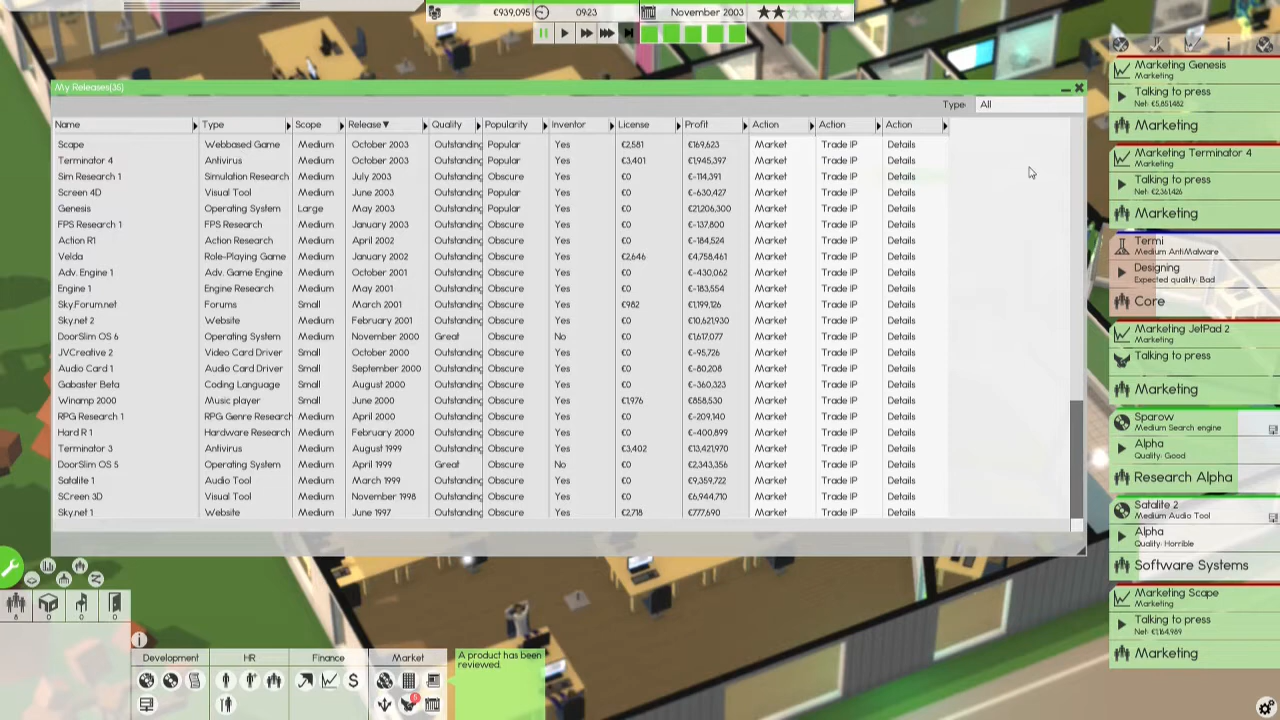 €939,095 09:23 November 2003
My Releases(35)
Type: All
Name Type Scope Release▼ Quality Popularity Inventor License Profit Action Action Action
Scape Webbased Game Medium October 2003 Outstanding Popular Yes €2,581 €169,623 Market Trade IP Details
Terminator 4 Antivirus Medium October 2003 Outstanding Popular Yes €3,401 €1,945,397 Market Trade IP Details
Sim Research 1 Simulation Research Medium July 2003 Outstanding Obscure Yes €0 €-114,391 Market Trade IP Details
Screen 4D Visual Tool Medium June 2003 Outstanding Popular Yes €0 €-630,427 Market Trade IP Details
Genesis Operating System Large May 2003 Outstanding Popular Yes €0 €21,206,300 Market Trade IP Details
FPS Research 1 FPS Research Medium January 2003 Outstanding Obscure Yes €0 €-137,800 Market Trade IP Details
Action R1 Action Research Medium April 2002 Outstanding Obscure Yes €0 €-184,524 Market Trade IP Details
Velda Role-Playing Game Medium January 2002 Outstanding Obscure Yes €2,646 €4,758,461 Market Trade IP Details
Adv. Engine 1 Adv. Game Engine Medium October 2001 Outstanding Obscure Yes €0 €-430,062 Market Trade IP Details
Engine 1 Engine Research Medium May 2001 Outstanding Obscure Yes €0 €-183,554 Market Trade IP Details
Sky.Forum.net Forums Small March 2001 Outstanding Obscure Yes €982 €1,199,126 Market Trade IP Details
Sky.net 2 Website Medium February 2001 Outstanding Obscure Yes €0 €10,621,930 Market Trade IP Details
DoorSlim OS 6 Operating System Medium November 2000 Great Obscure No €0 €1,617,077 Market Trade IP Details
JVCreative 2 Video Card Driver Small October 2000 Outstanding Obscure Yes €0 €-95,726 Market Trade IP Details
Audio Card 1 Audio Card Driver Small September 2000 Outstanding Obscure Yes €0 €-80,208 Market Trade IP Details
Gabaster Beta Coding Language Small August 2000 Outstanding Obscure Yes €0 €-360,323 Market Trade IP Details
Winamp 2000 Music player Small June 2000 Outstanding Obscure Yes €1,976 €858,530 Market Trade IP Details
RPG Research 1 RPG Genre Research Medium April 2000 Outstanding Obscure Yes €0 €-209,140 Market Trade IP Details
Hard R 1 Hardware Research Medium February 2000 Outstanding Obscure Yes €0 €-400,899 Market Trade IP Details
Terminator 3 Antivirus Medium August 1999 Outstanding Obscure Yes €3,402 €13,421,970 Market Trade IP Details
DoorSlim OS 5 Operating System Medium April 1999 Great Obscure No €0 €2,343,356 Market Trade IP Details
Satalite 1 Audio Tool Medium March 1999 Outstanding Obscure Yes €0 €9,359,722 Market Trade IP Details
SCreen 3D Visual Tool Medium November 1998 Outstanding Obscure Yes €0 €6,944,710 Market Trade IP Details
Sky.net 1 Website Medium June 1997 Outstanding Obscure Yes €2,718 €777,690 Market Trade IP Details
Marketing Genesis
Marketing
Talking to press
Net: €5,851,482
Marketing
Marketing Terminator 4
Marketing
Talking to press
Net: €2,361,426
Marketing
Termi
Medium AntiMalware
Designing
Expected quality: Bad
Core
Marketing JetPad 2
Marketing
Talking to press
Marketing
Sparow
Medium Search engine
Alpha
Quality: Good
Research Alpha
Satalite 2
Medium Audio Tool
Alpha
Quality: Horrible
Software Systems
Marketing Scape
Marketing
Talking to press
Net: €1,164,989
Marketing
6 0 0 0
Development HR Finance Market
A product has been
reviewed.